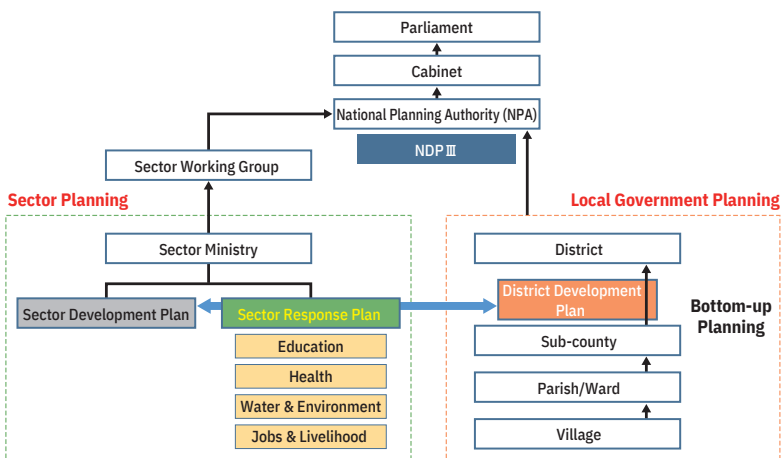 Parliament
Cabinet
National Planning Authority (NPA)
NDP Ⅲ
Sector Working Group
Sector Planning
Local Government Planning
Sector Ministry
District
Sector Development Plan
Sector Response Plan
District Development
Plan
Bottom-up
Planning
Education
Sub-county
Health
Parish/Ward
Water & Environment
Jobs & Livelihood
Village